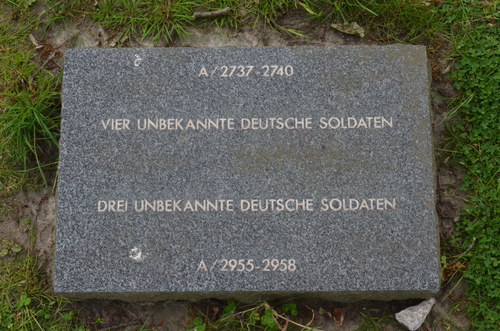 A/2737-2740
VIER UNBEKANNTE DEUTSCHE SOLDATEN
DREI UNBEKANNTE DEUTSCHE SOLDATEN
A/2955-2958